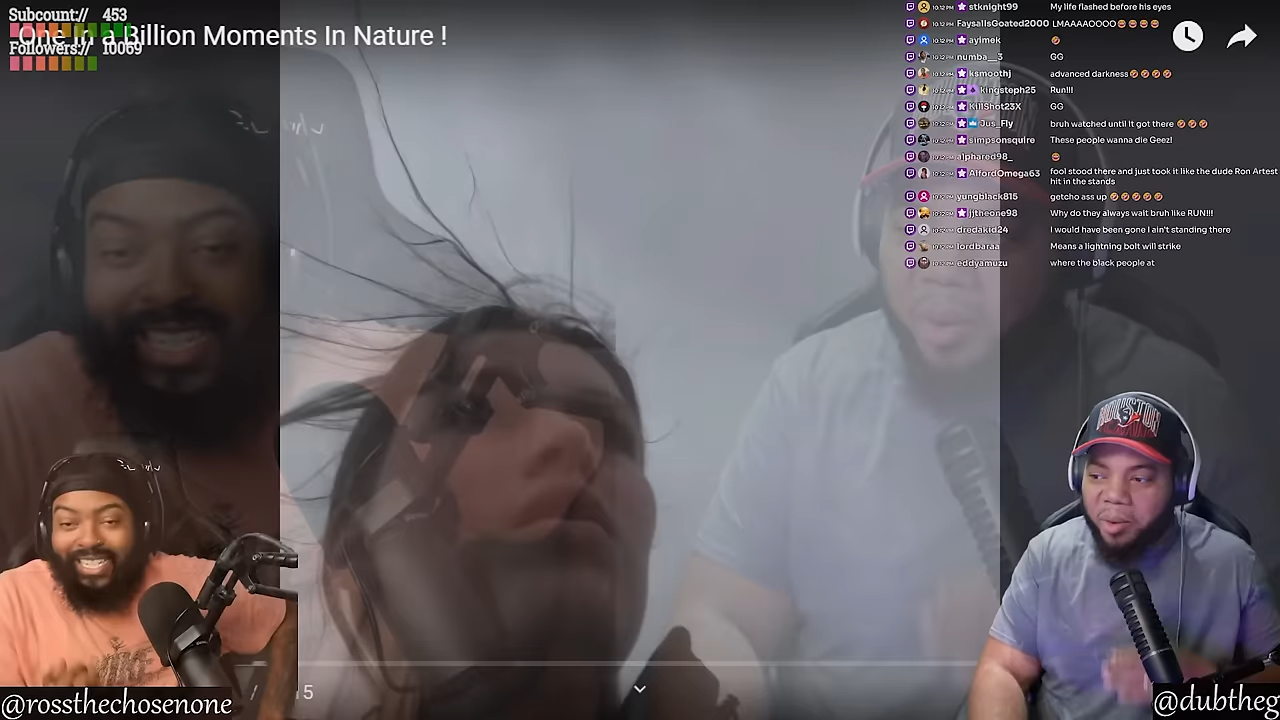 Subcount// 453
Followers// 10069
One in a Billion Moments In Nature !
stknight99 My life flashed before his eyes
FaysalIsGoated2000 LMAAAAOOOO
ayimek
numba__3 GG
ksmoothj advanced darkness
kingsteph25 Run!!!
KillShot23X GG
Jus_Fly bruh watched until it got there
simpsonsquire These people wanna die Geez!
alphared98_
AlfordOmega63 fool stood there and just took it like the dude Ron Artest
hit in the stands
yungblack815 getcho ass up
jjtheone98 Why do they always wait bruh like RUN!!!
dredakid24 I would have been gone I ain't standing there
lordbaraa Means a lightning bolt will strike
eddyamuzu where the black people at
@rossthechosenone
@dubtheg